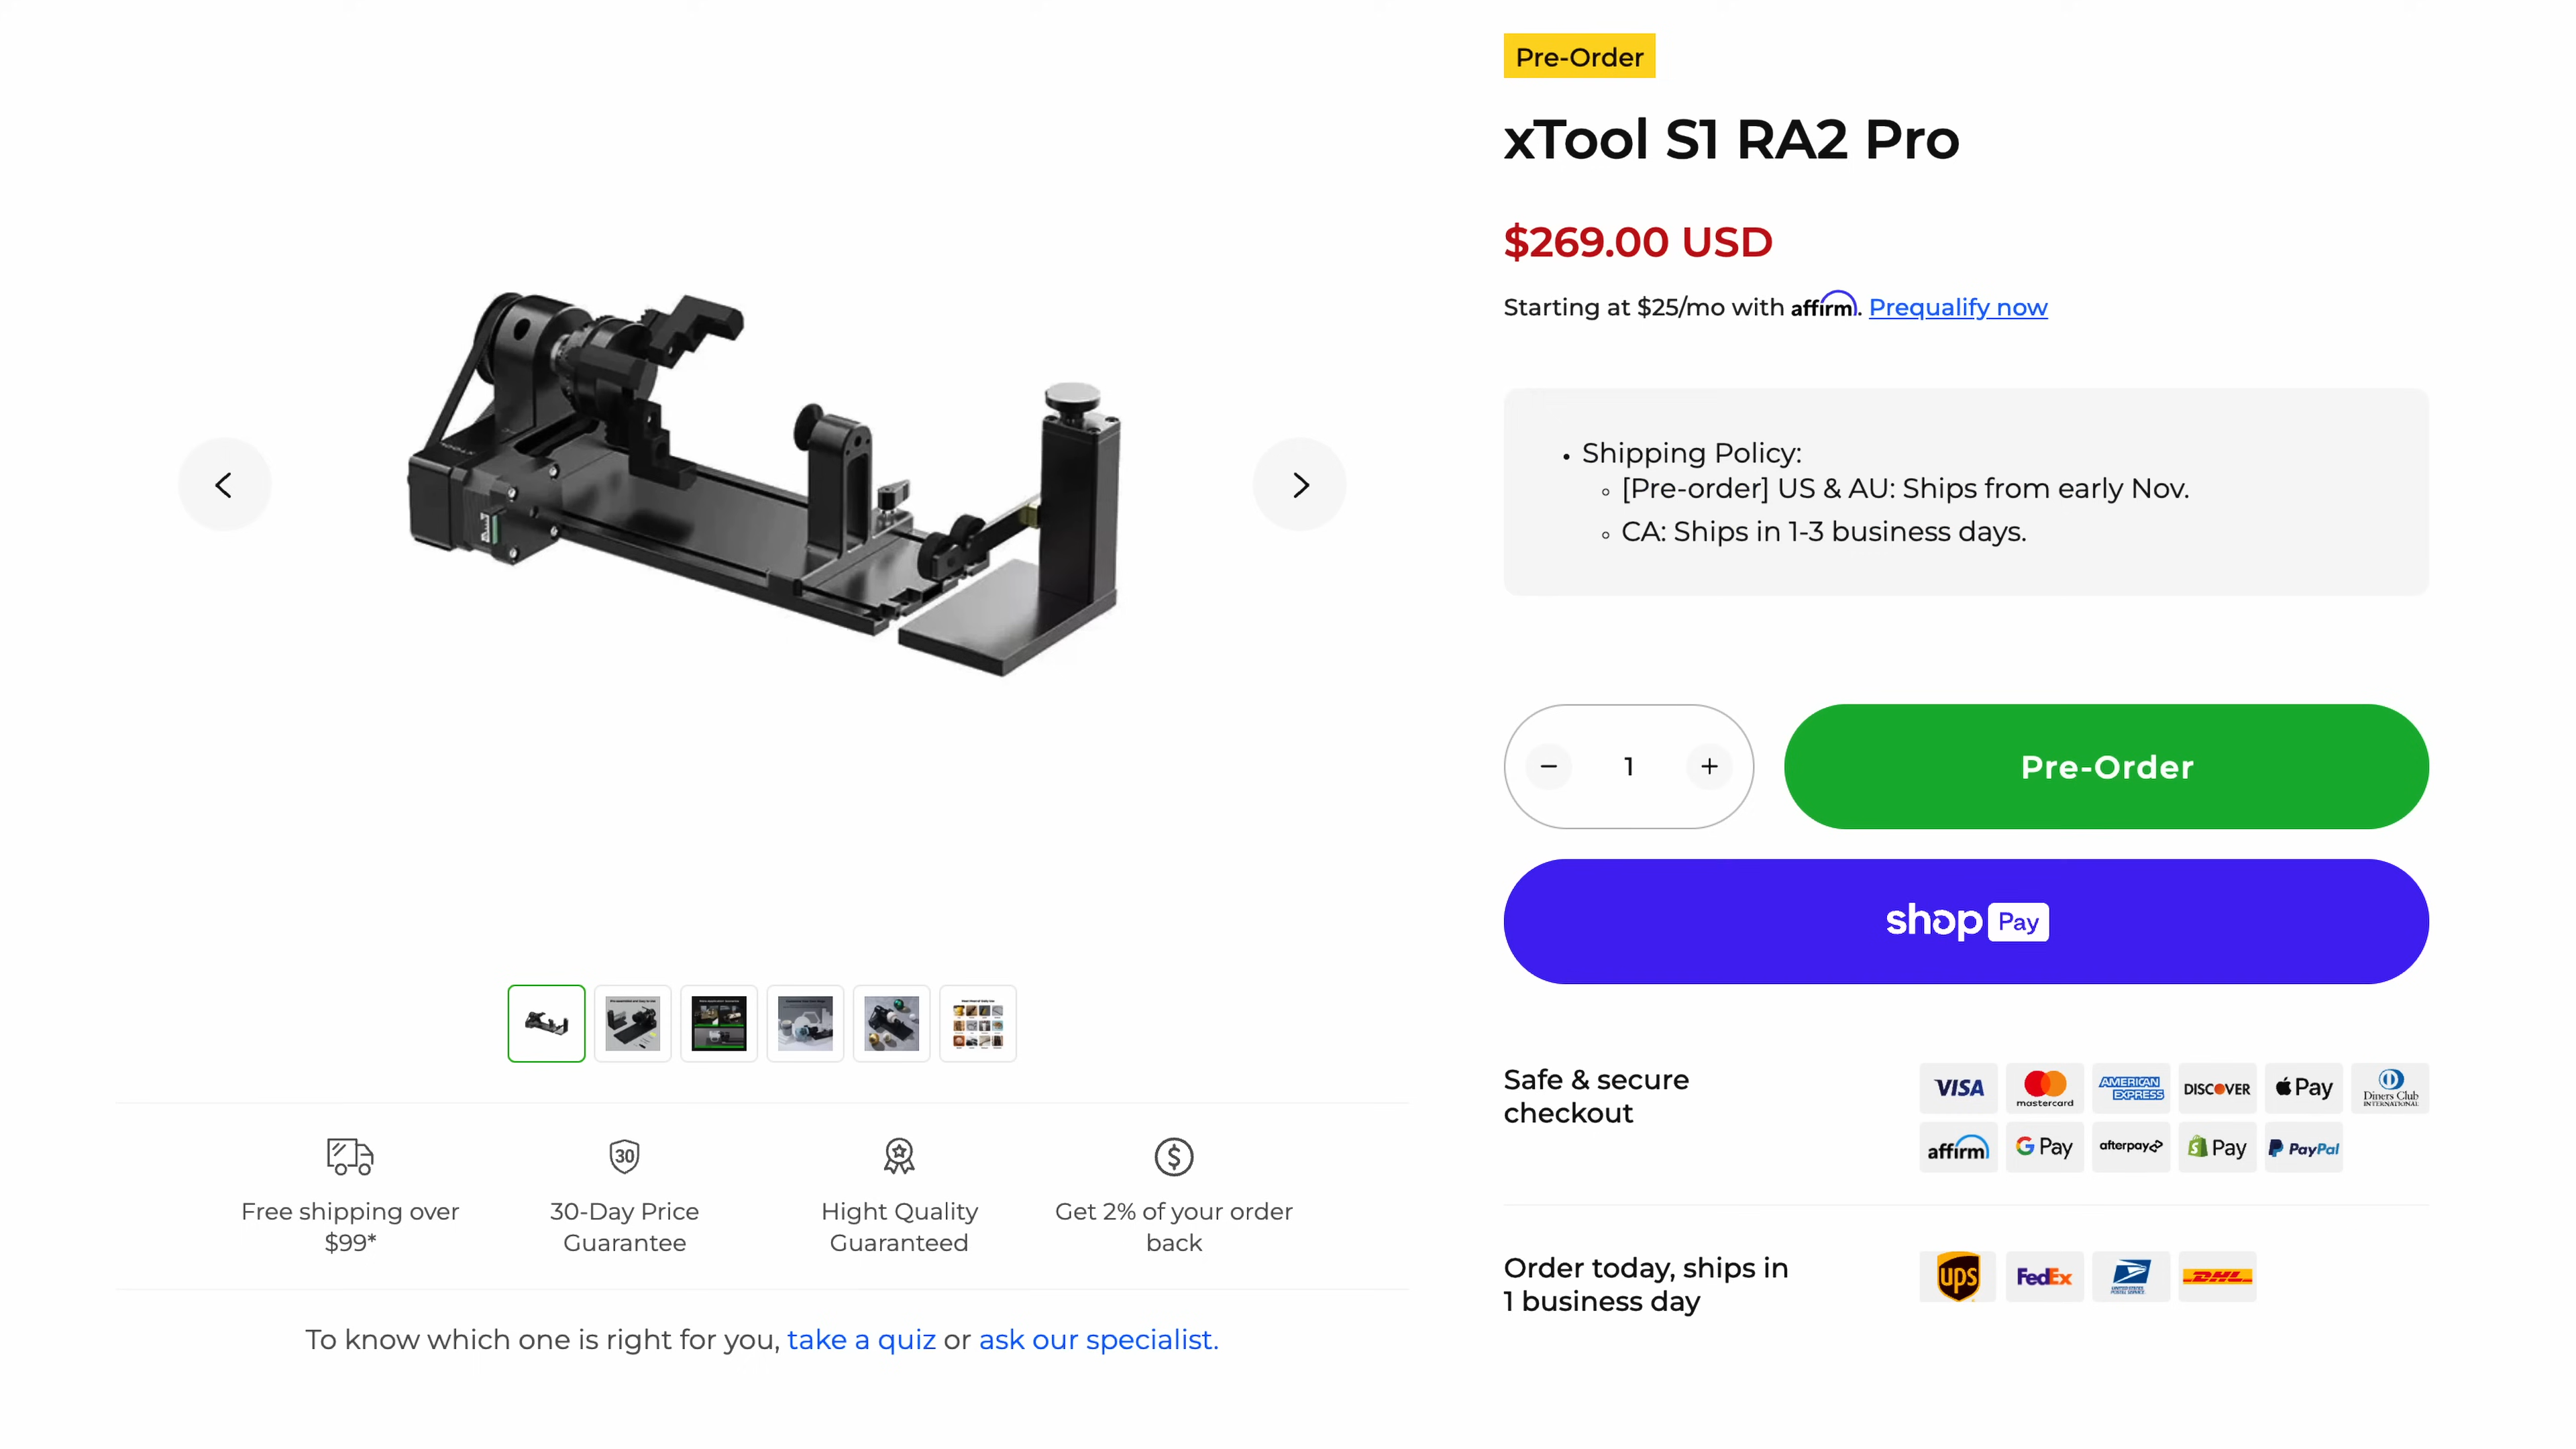 Pre-Order
xTool S1 RA2 Pro
$269.00 USD
Starting at $25/mo with affirm. Prequalify now
Shipping Policy:
[Pre-order] US & AU: Ships from early Nov.
CA: Ships in 1-3 business days.
1
Pre-Order
shop Pay
Safe & secure
checkout
VISA
mastercard
AMERICAN
EXPRESS
DISCOVER
Pay
Diners Club
INTERNATIONAL
affirm
G Pay
afterpay
Pay
PayPal
Order today, ships in
1 business day
ups
FedEx
UNITED STATES
POSTAL SERVICE
DHL
30
Free shipping over
$99*
30-Day Price
Guarantee
Hight Quality
Guaranteed
$
Get 2% of your order
back
To know which one is right for you, take a quiz or ask our specialist.